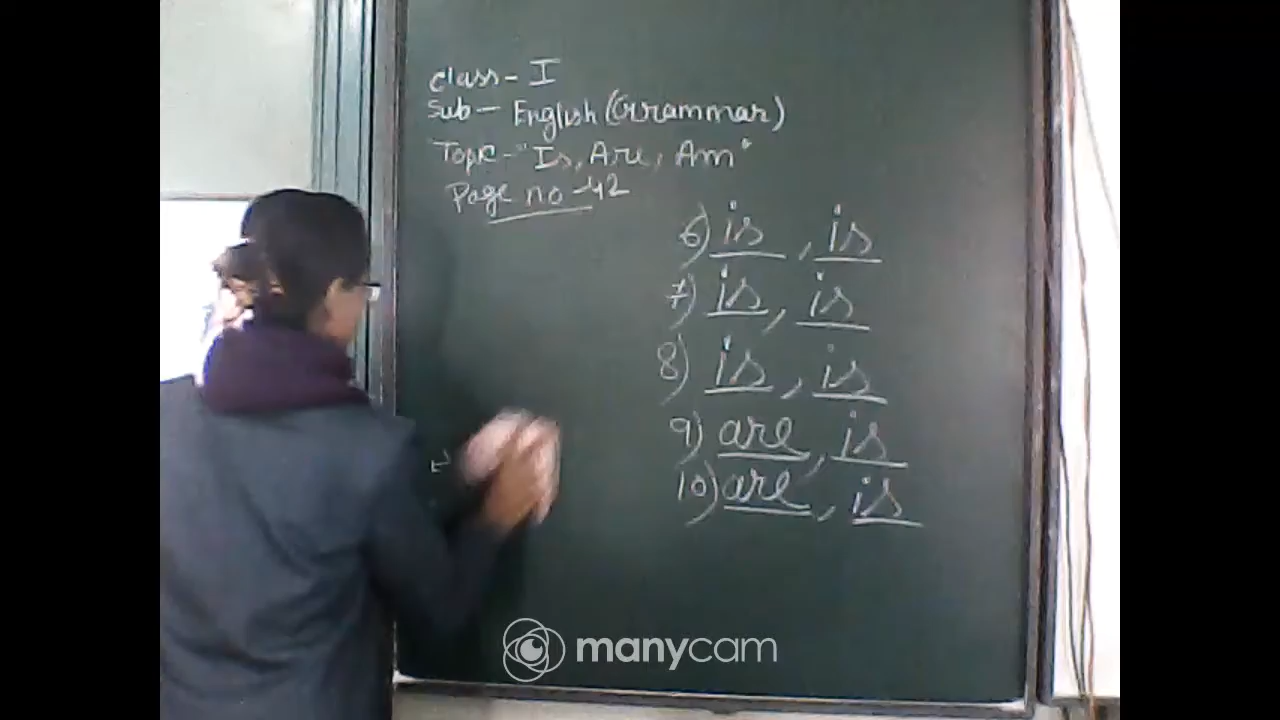 Class - I
Sub - English (Grammar)
Topic - "Is, Are, Am"
Page no - 42
6) is, is
7) is, is
8) is, is
9) are, is
10) are, is
manycam